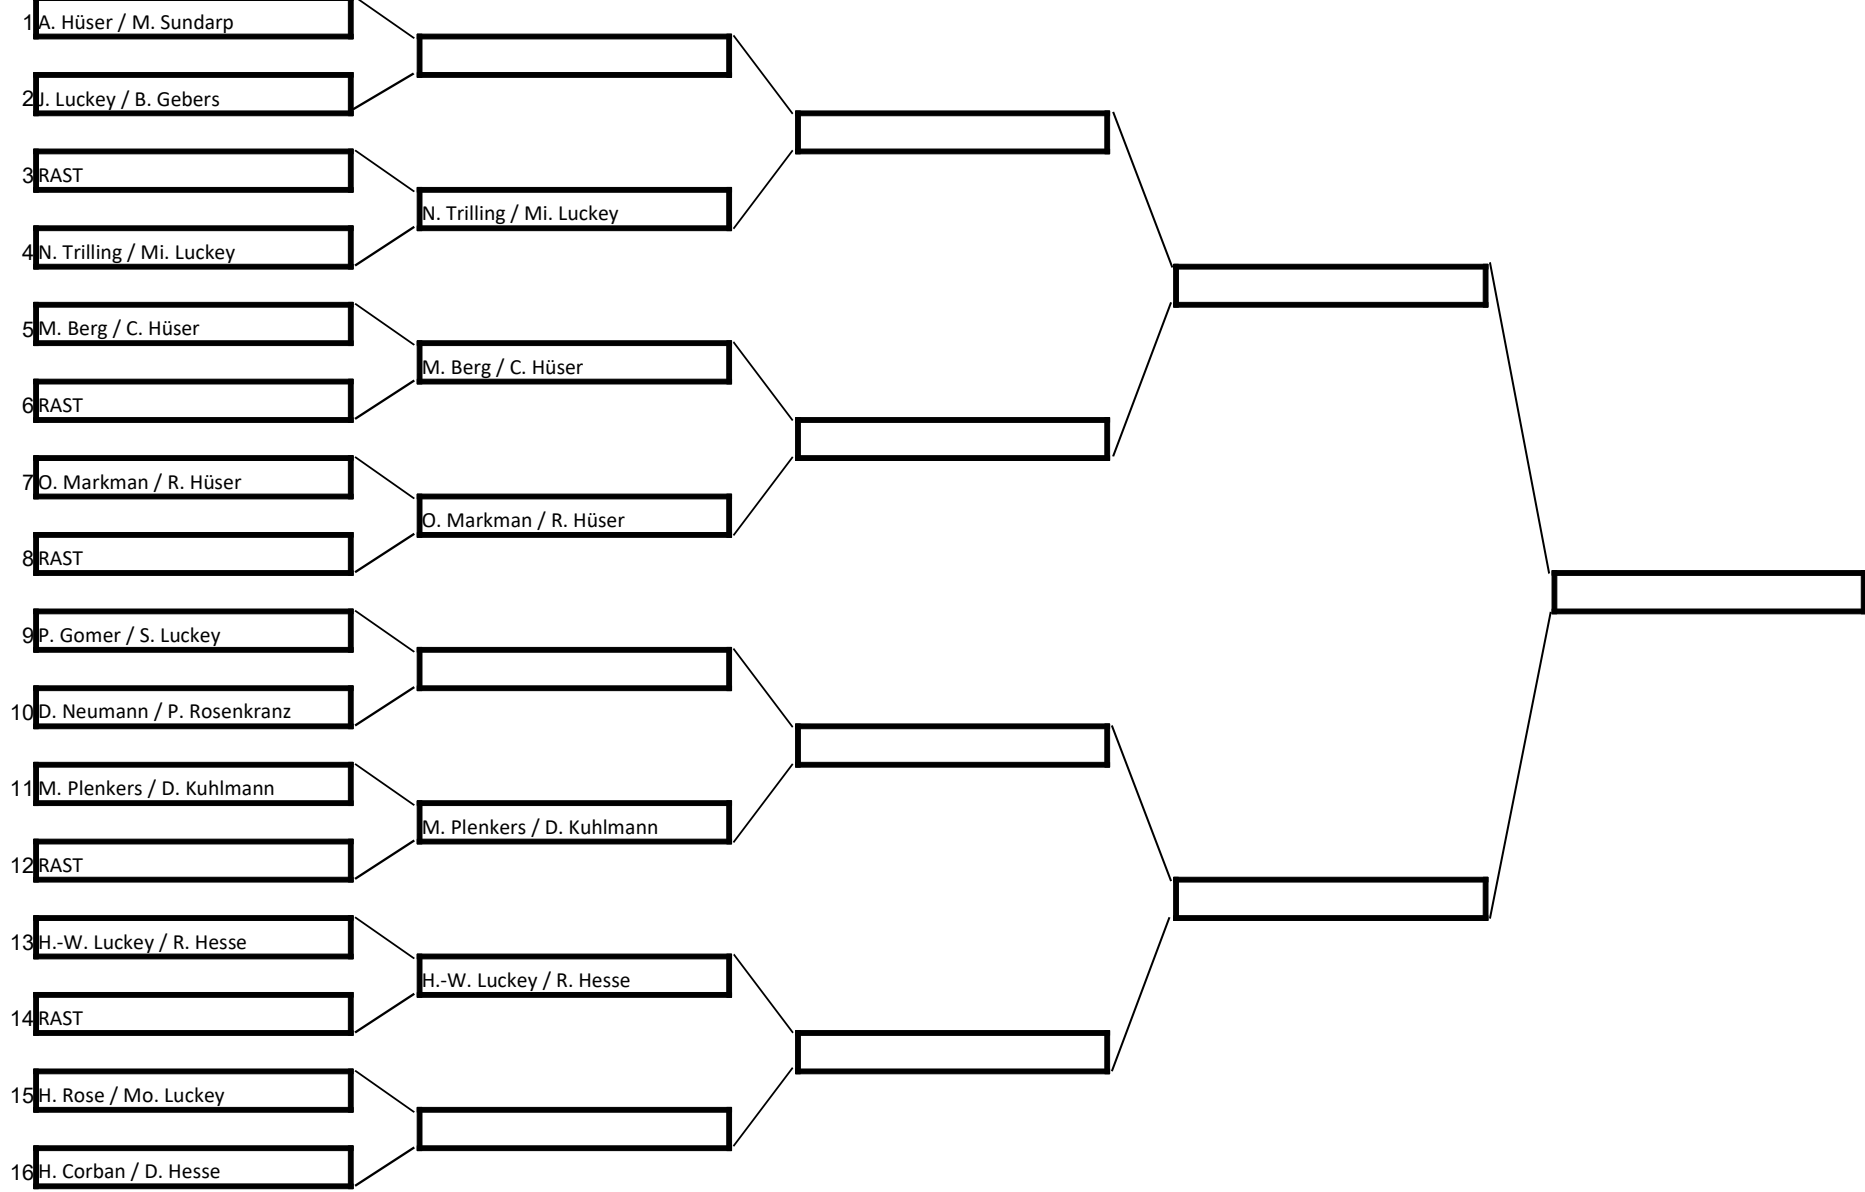 1 A. Hüser / M. Sundarp
2 J. Luckey / B. Gebers
3 RAST
N. Trilling / Mi. Luckey
4 N. Trilling / Mi. Luckey
5 M. Berg / C. Hüser
M. Berg / C. Hüser
6 RAST
7 O. Markman / R. Hüser
O. Markman / R. Hüser
8 RAST
9 P. Gomer / S. Luckey
10 D. Neumann / P. Rosenkranz
11 M. Plenkers / D. Kuhlmann
M. Plenkers / D. Kuhlmann
12 RAST
13 H.-W. Luckey / R. Hesse
H.-W. Luckey / R. Hesse
14 RAST
15 H. Rose / Mo. Luckey
16 H. Corban / D. Hesse